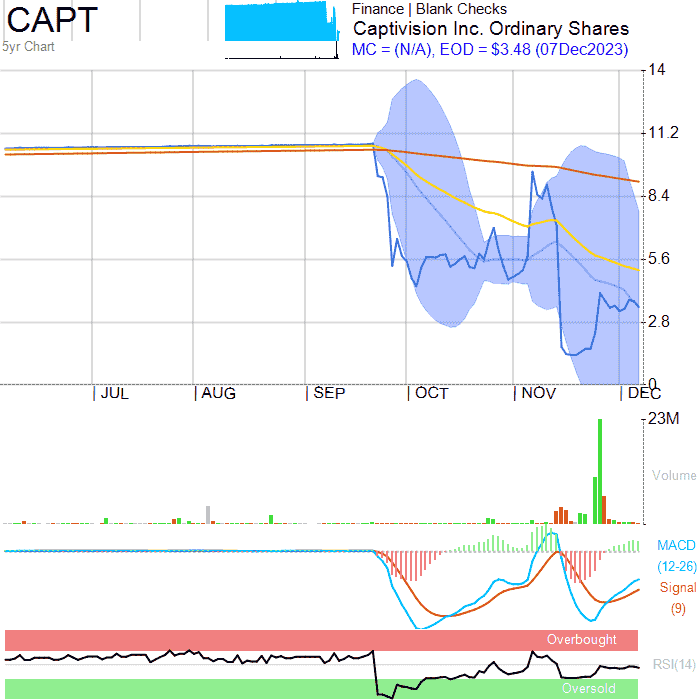 CAPT
5yr Chart
Finance | Blank Checks
Captivision Inc. Ordinary Shares
MC = (N/A), EOD = $3.48 (07Dec2023)
14
11.2
8.4
5.6
2.8
0
JUL AUG SEP OCT NOV DEC
23M
Volume
MACD
(12-26)
Signal
(9)
Overbought
RSI(14)
Oversold